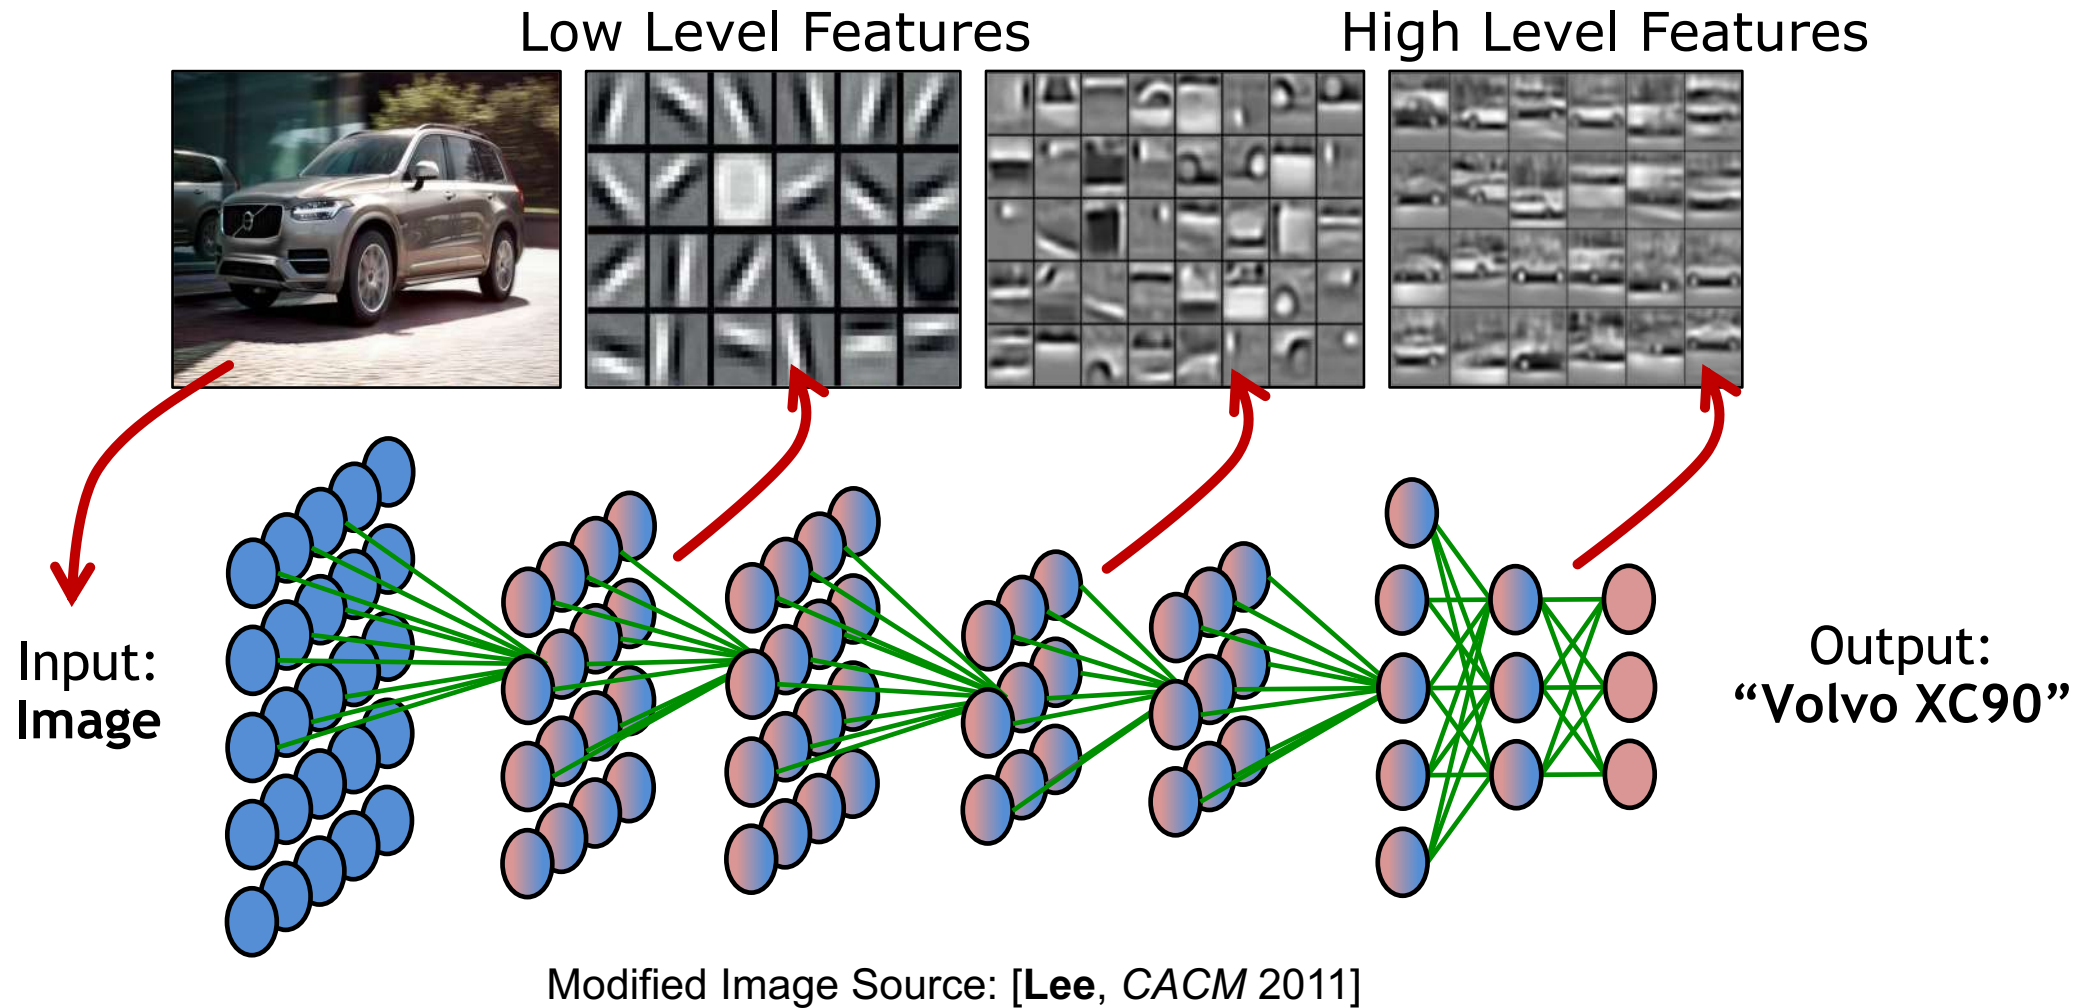 Low Level Features
High Level Features
Input:
Image
Output:
“Volvo XC90”
Modified Image Source: [Lee, CACM 2011]